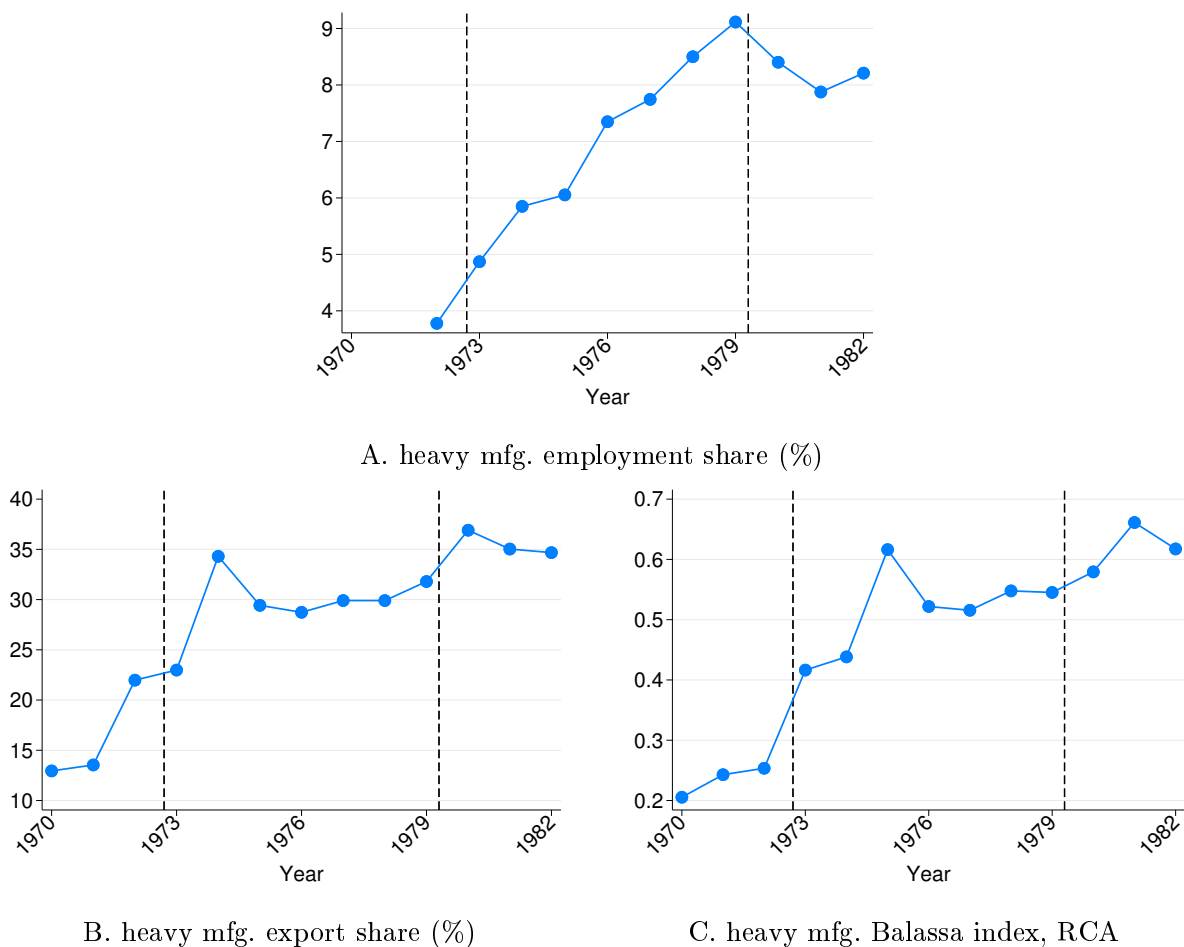 9
8
7
6
5
4
1970 1973 1976 1979 1982
Year
A. heavy mfg. employment share (%)
40
35
30
25
20
15
10
1970 1973 1976 1979 1982
Year
B. heavy mfg. export share (%)
0.7
0.6
0.5
0.4
0.3
0.2
1970 1973 1976 1979 1982
Year
C. heavy mfg. Balassa index, RCA